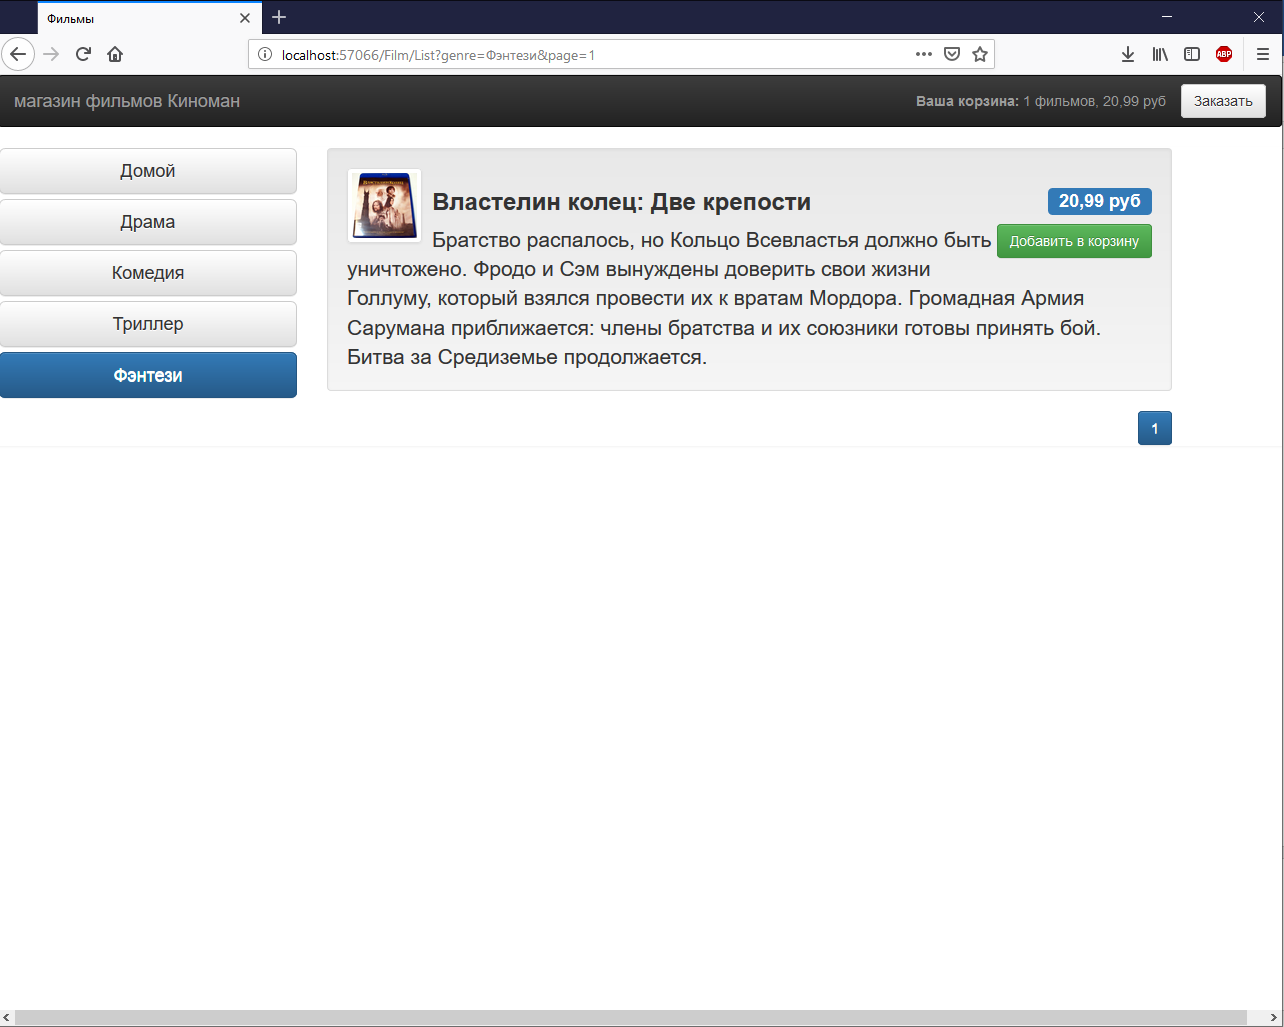 Фильмы
localhost:57066/Film/List?genre=Фэнтези&page=1
ABP
магазин фильмов Киноман
Ваша корзина: 1 фильмов, 20,99 руб
Заказать
Домой
Драма
Комедия
Триллер
Фэнтези
Властелин колец: Две крепости
20,99 руб
Добавить в корзину
Братство распалось, но Кольцо Всевластья должно быть
уничтожено. Фродо и Сэм вынуждены доверить свои жизни
Голлуму, который взялся провести их к вратам Мордора. Громадная Армия
Сарумана приближается: члены братства и их союзники готовы принять бой.
Битва за Средиземье продолжается.
1